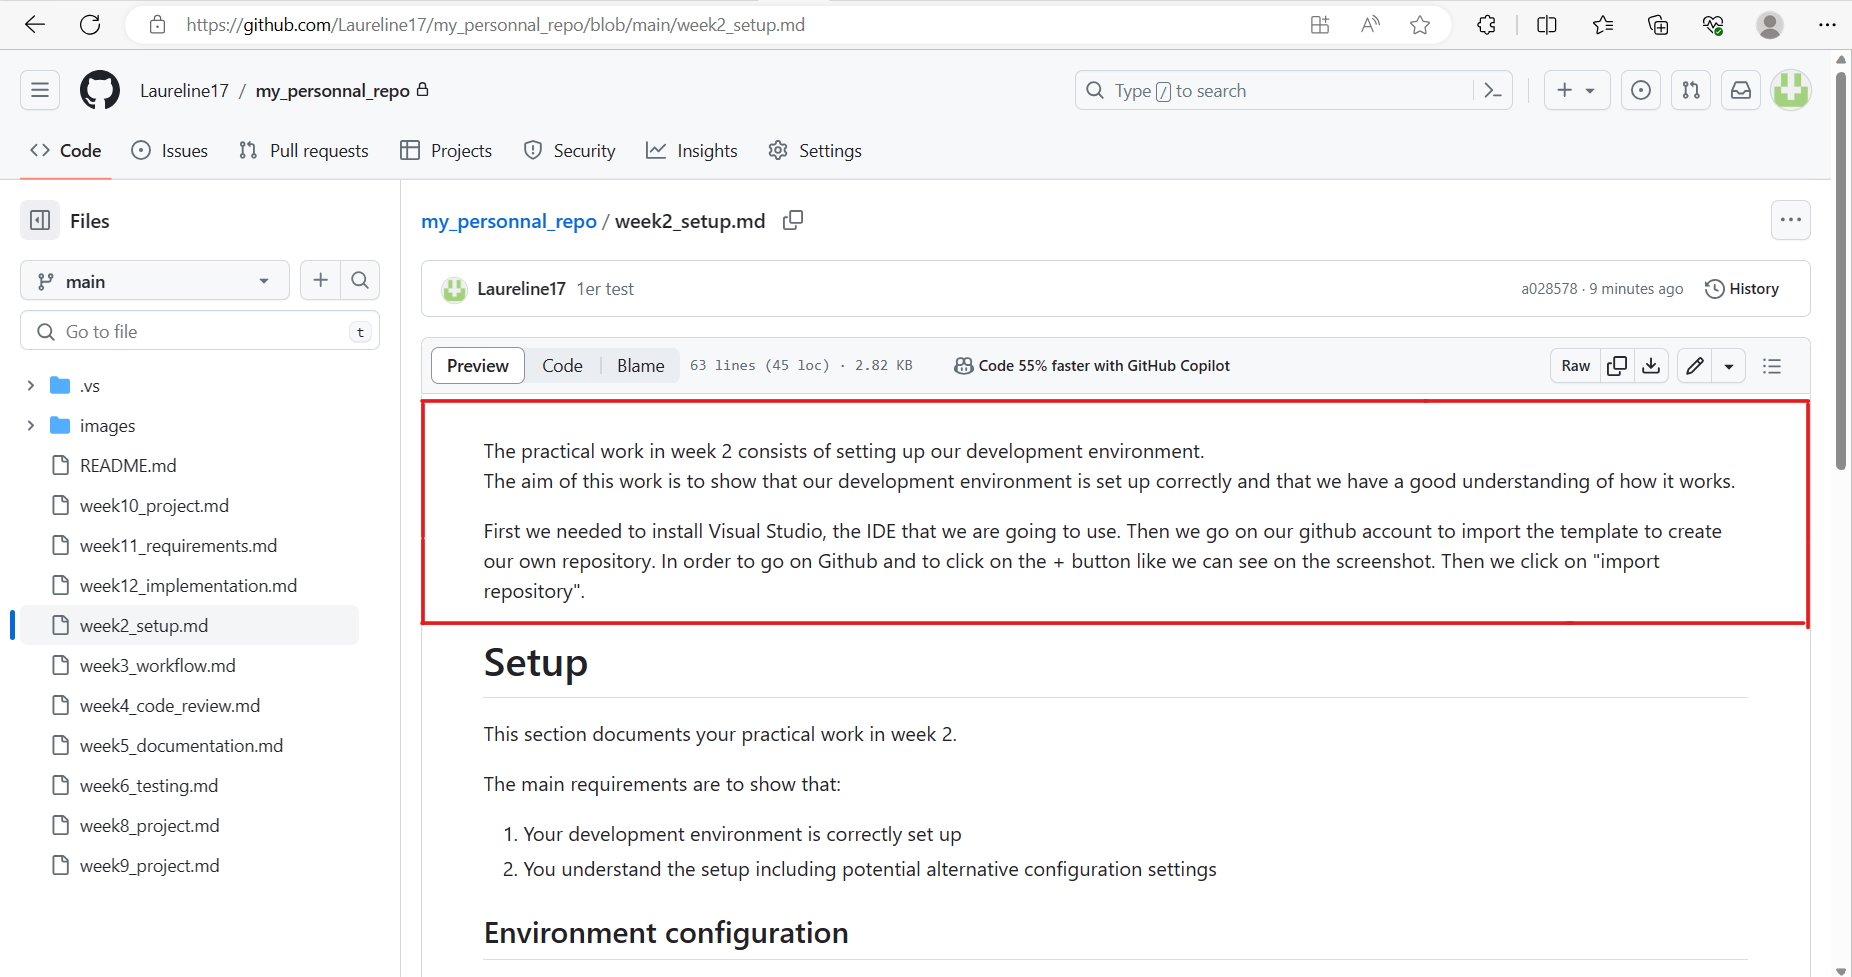 https://github.com/Laureline17/my_personnal_repo/blob/main/week2_setup.md
Laureline17 / my_personnal_repo
Type / to search
Code Issues Pull requests Projects Security Insights Settings
Files
main
Go to file t
.vs
images
README.md
week10_project.md
week11_requirements.md
week12_implementation.md
week2_setup.md
week3_workflow.md
week4_code_review.md
week5_documentation.md
week6_testing.md
week8_project.md
week9_project.md
my_personnal_repo / week2_setup.md
Laureline17 1er test a028578 · 9 minutes ago History
Preview Code Blame 63 lines (45 loc) · 2.82 KB Code 55% faster with GitHub Copilot Raw
The practical work in week 2 consists of setting up our development environment.
The aim of this work is to show that our development environment is set up correctly and that we have a good understanding of how it works.
First we needed to install Visual Studio, the IDE that we are going to use. Then we go on our github account to import the template to create
our own repository. In order to go on Github and to click on the + button like we can see on the screenshot. Then we click on "import
repository".
Setup
This section documents your practical work in week 2.
The main requirements are to show that:
1. Your development environment is correctly set up
2. You understand the setup including potential alternative configuration settings
Environment configuration